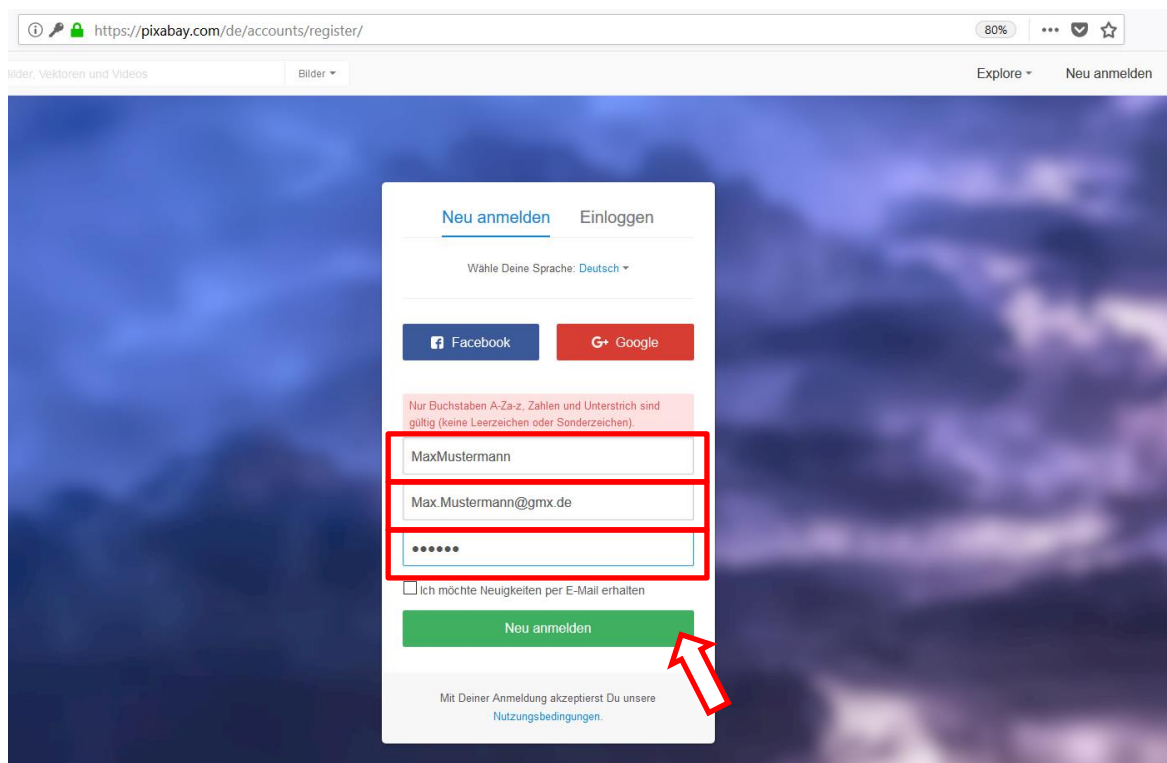 https://pixabay.com/de/accounts/register/ 80%
Bilder, Vektoren und Videos Bilder Explore Neu anmelden
Neu anmelden Einloggen
Wähle Deine Sprache: Deutsch
Facebook G+ Google
Nur Buchstaben A-Za-z, Zahlen und Unterstrich sind
gültig (keine Leerzeichen oder Sonderzeichen).
MaxMustermann
Max.Mustermann@gmx.de
••••••
Ich möchte Neuigkeiten per E-Mail erhalten
Neu anmelden
Mit Deiner Anmeldung akzeptierst Du unsere
Nutzungsbedingungen.